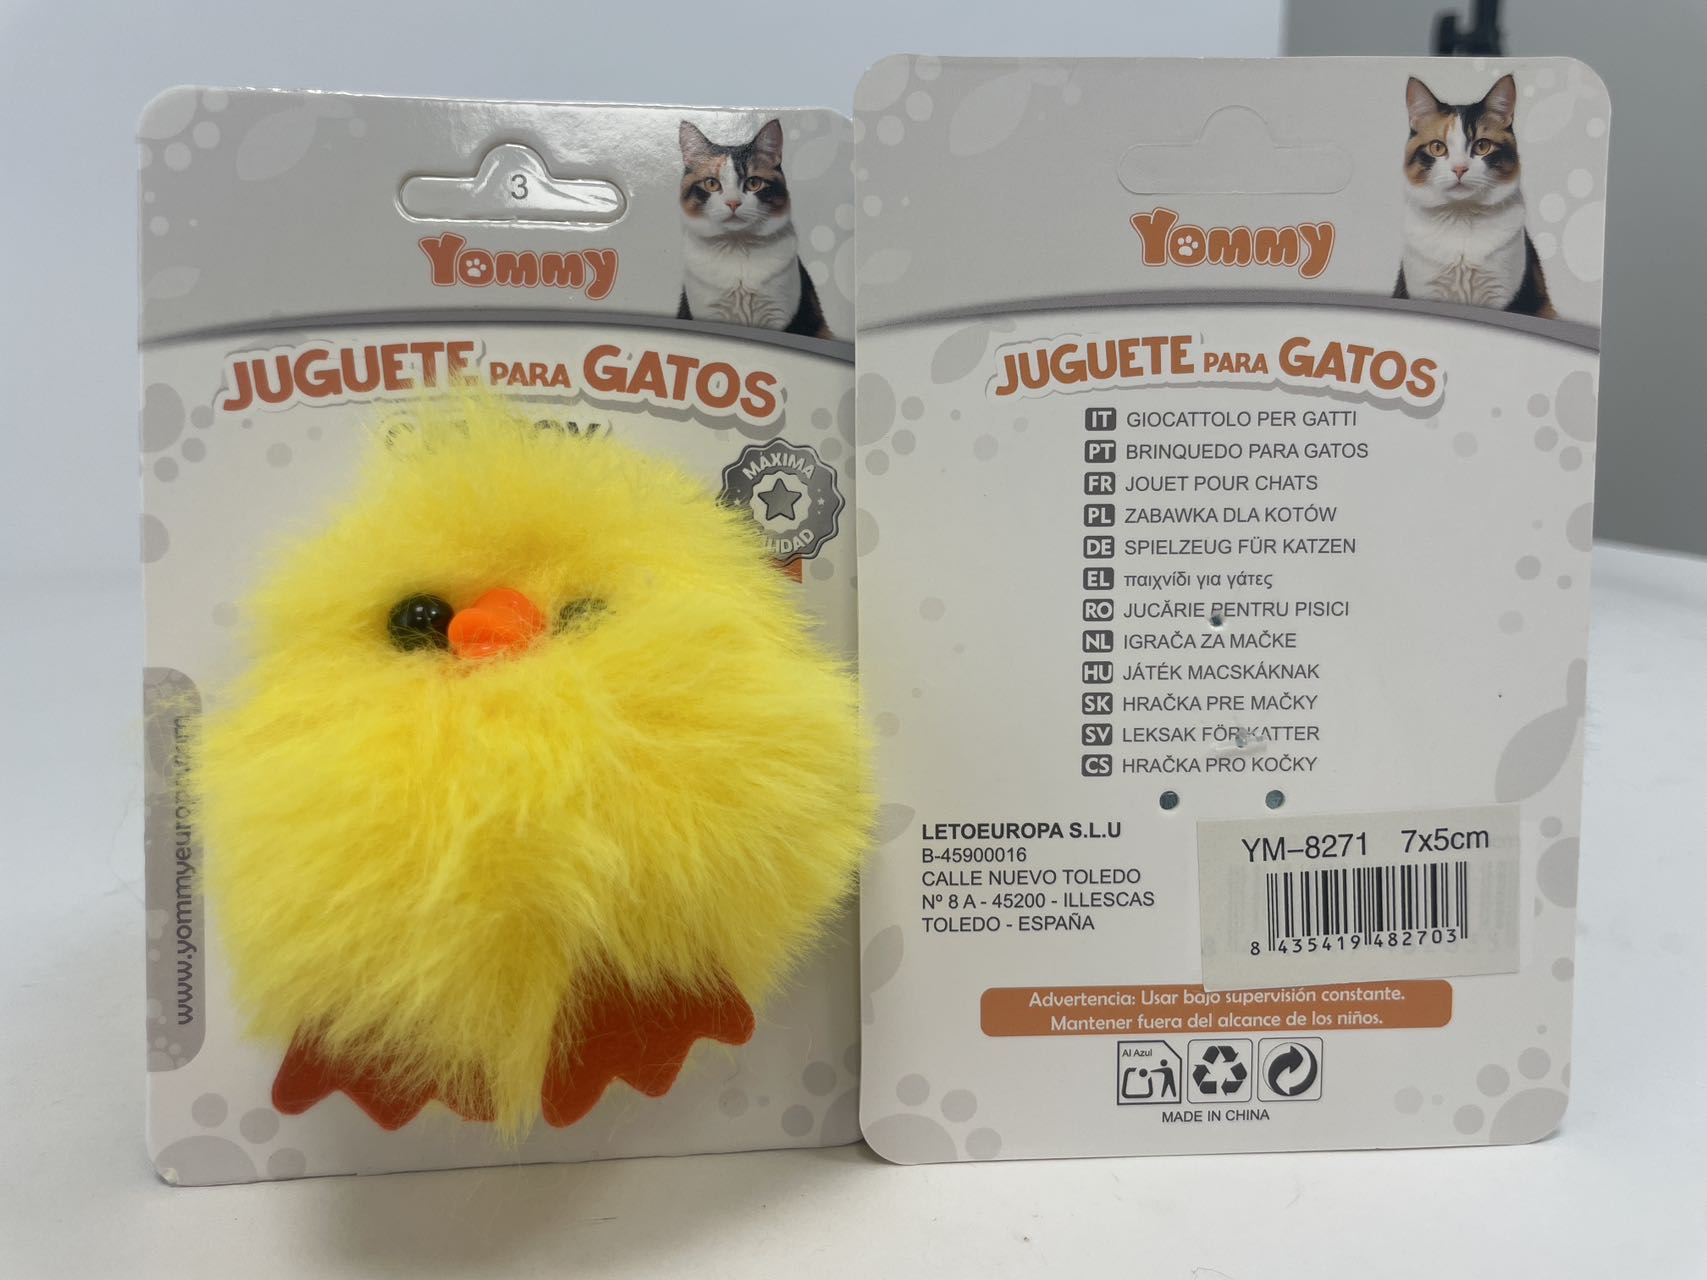 3
Yommy
JUGUETE PARA GATOS
MÁXIMA
Yommy
JUGUETE PARA GATOS
IT GIOCATTOLO PER GATTI
PT BRINQUEDO PARA GATOS
FR JOUET POUR CHATS
PL ZABAWKA DLA KOTÓW
DE SPIELZEUG FÜR KATZEN
EL παιχνίδι για γάτες
RO JUCĂRIE PENTRU PISICI
NL IGRAČA ZA MAČKE
HU JÁTÉK MACSKÁKNAK
SK HRAČKA PRE MAČKY
SV LEKSAK FÖR KATTER
CS HRAČKA PRO KOČKY
LETOEUROPA S.L.U
B-45900016
CALLE NUEVO TOLEDO
Nº 8 A - 45200 - ILLESCAS
TOLEDO - ESPAÑA
YM-8271 7x5cm
8 435419 482703
Advertencia: Usar bajo supervisión constante.
Mantener fuera del alcance de los niños.
Al Azul
MADE IN CHINA